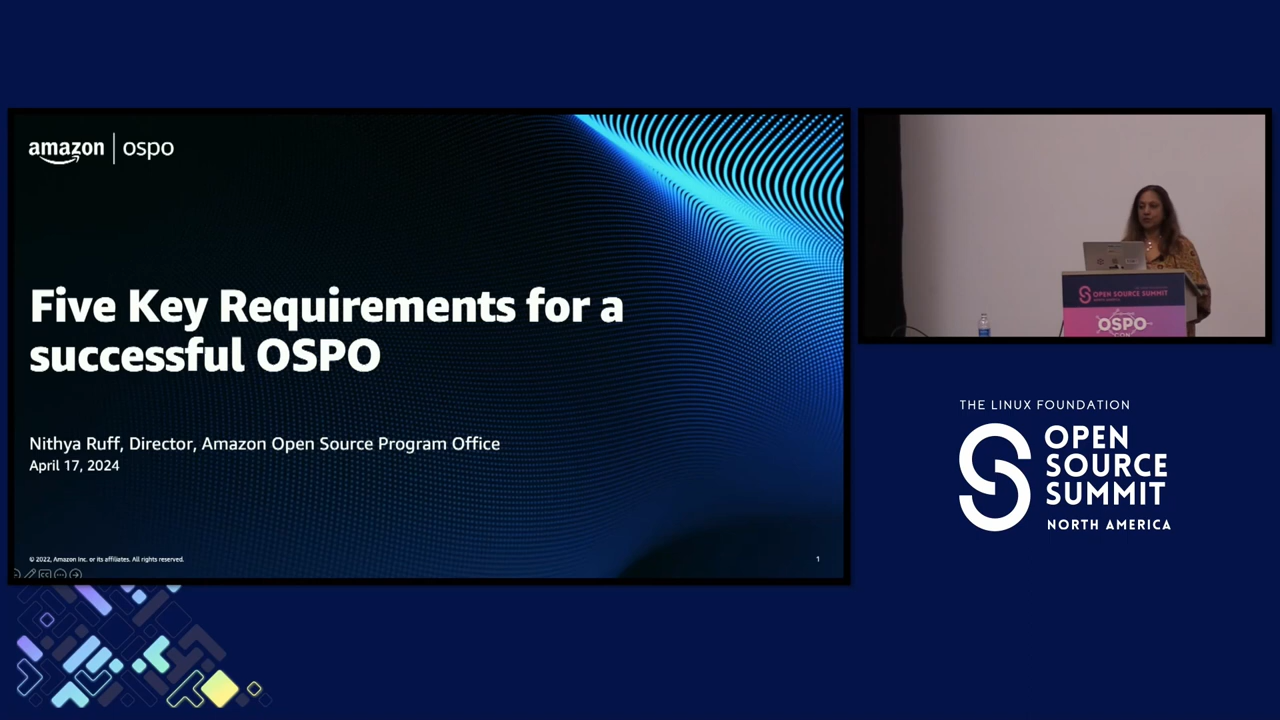 amazon | ospo
Five Key Requirements for a
successful OSPO
Nithya Ruff, Director, Amazon Open Source Program Office
April 17, 2024
© 2022, Amazon Inc. or its affiliates. All rights reserved.
1
OPEN SOURCE SUMMIT
OSPO
CON
THE LINUX FOUNDATION
OPEN
SOURCE
SUMMIT
NORTH AMERICA